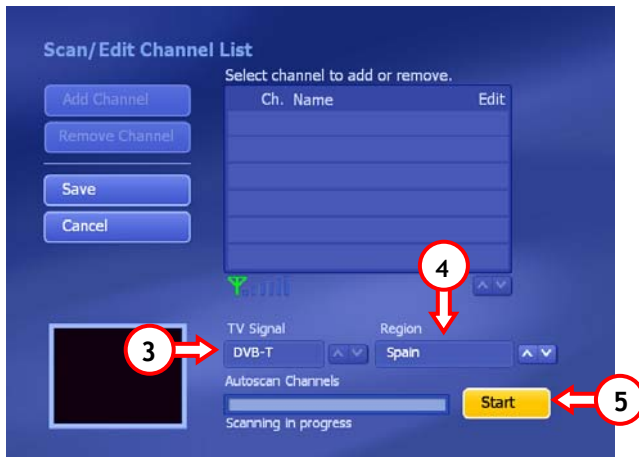 Scan/Edit Channel List
Select channel to add or remove.
Add Channel
Remove Channel
Save
Cancel
Ch. Name Edit
4
TV Signal Region
3
DVB-T Spain
Autoscan Channels
Start
5
Scanning in progress